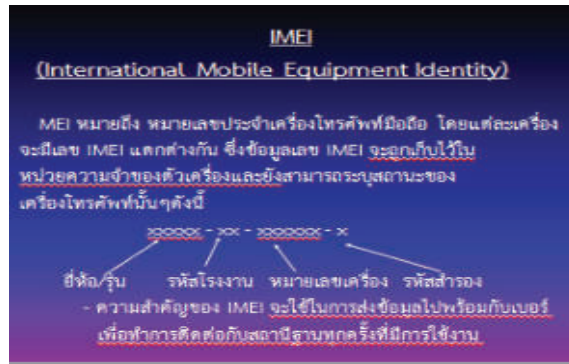 IMEI
(International Mobile Equipment Identity)
MEI หมายถึง หมายเลขประจำเครื่องโทรศัพท์มือถือ โดยแต่ละเครื่อง
จะมีเลข IMEI แตกต่างกัน ซึ่งข้อมูลเลข IMEI จะถูกเก็บไว้ใน
หน่วยความจำของตัวเครื่องและยังสามารถระบุสถานะของ
เครื่องโทรศัพท์นั้นๆดังนี้
xxxxxx - xx - xxxxxxx - x
ยี่ห้อ/รุ่น รหัสโรงงาน หมายเลขเครื่อง รหัสสำรอง
- ความสำคัญของ IMEI จะใช้ในการส่งข้อมูลไปพร้อมกับเบอร์
เพื่อทำการติดต่อกับสถานีฐานทุกครั้งที่มีการใช้งาน